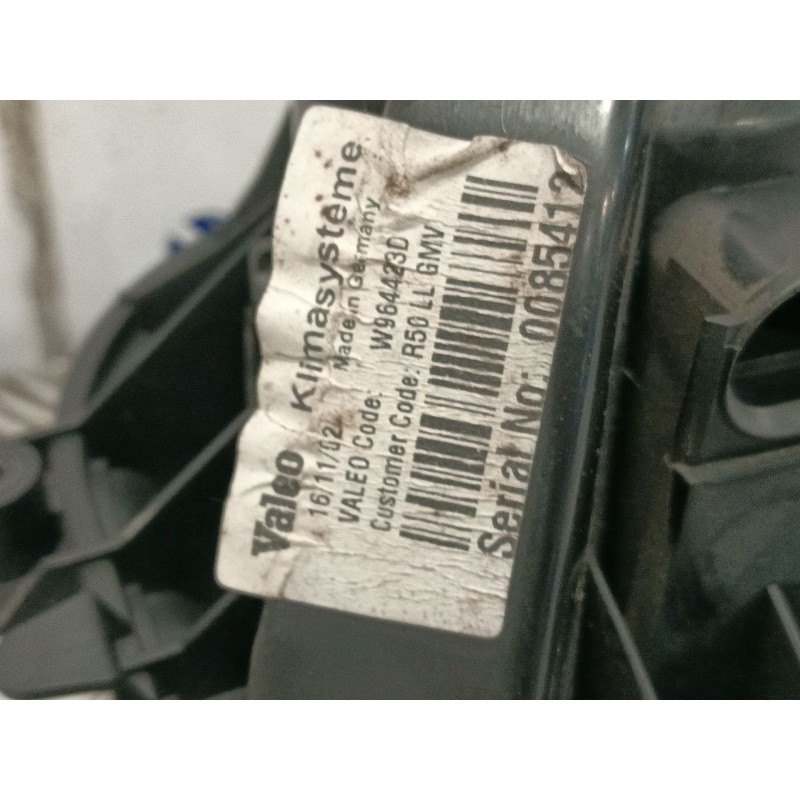 Valeo Klimasysteme
16/11/02 Made in Germany
VALEO Code: W964423D
Customer Code: R50 LL GMV
Serial No: 0085412